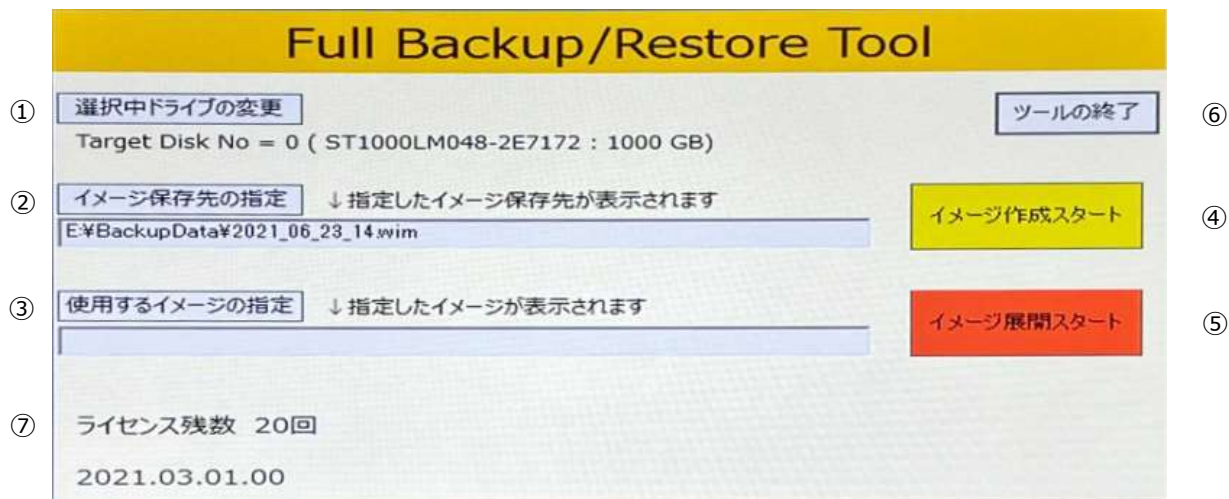 Full Backup/Restore Tool
① 選択中ドライブの変更 ツールの終了 ⑥
Target Disk No = 0 ( ST1000LM048-2E7172 : 1000 GB)
② イメージ保存先の指定 ↓指定したイメージ保存先が表示されます イメージ作成スタート ④
E:¥BackupData¥2021_06_23_14.wim
③ 使用するイメージの指定 ↓指定したイメージが表示されます イメージ展開スタート ⑤
⑦ ライセンス残数 20回
2021.03.01.00